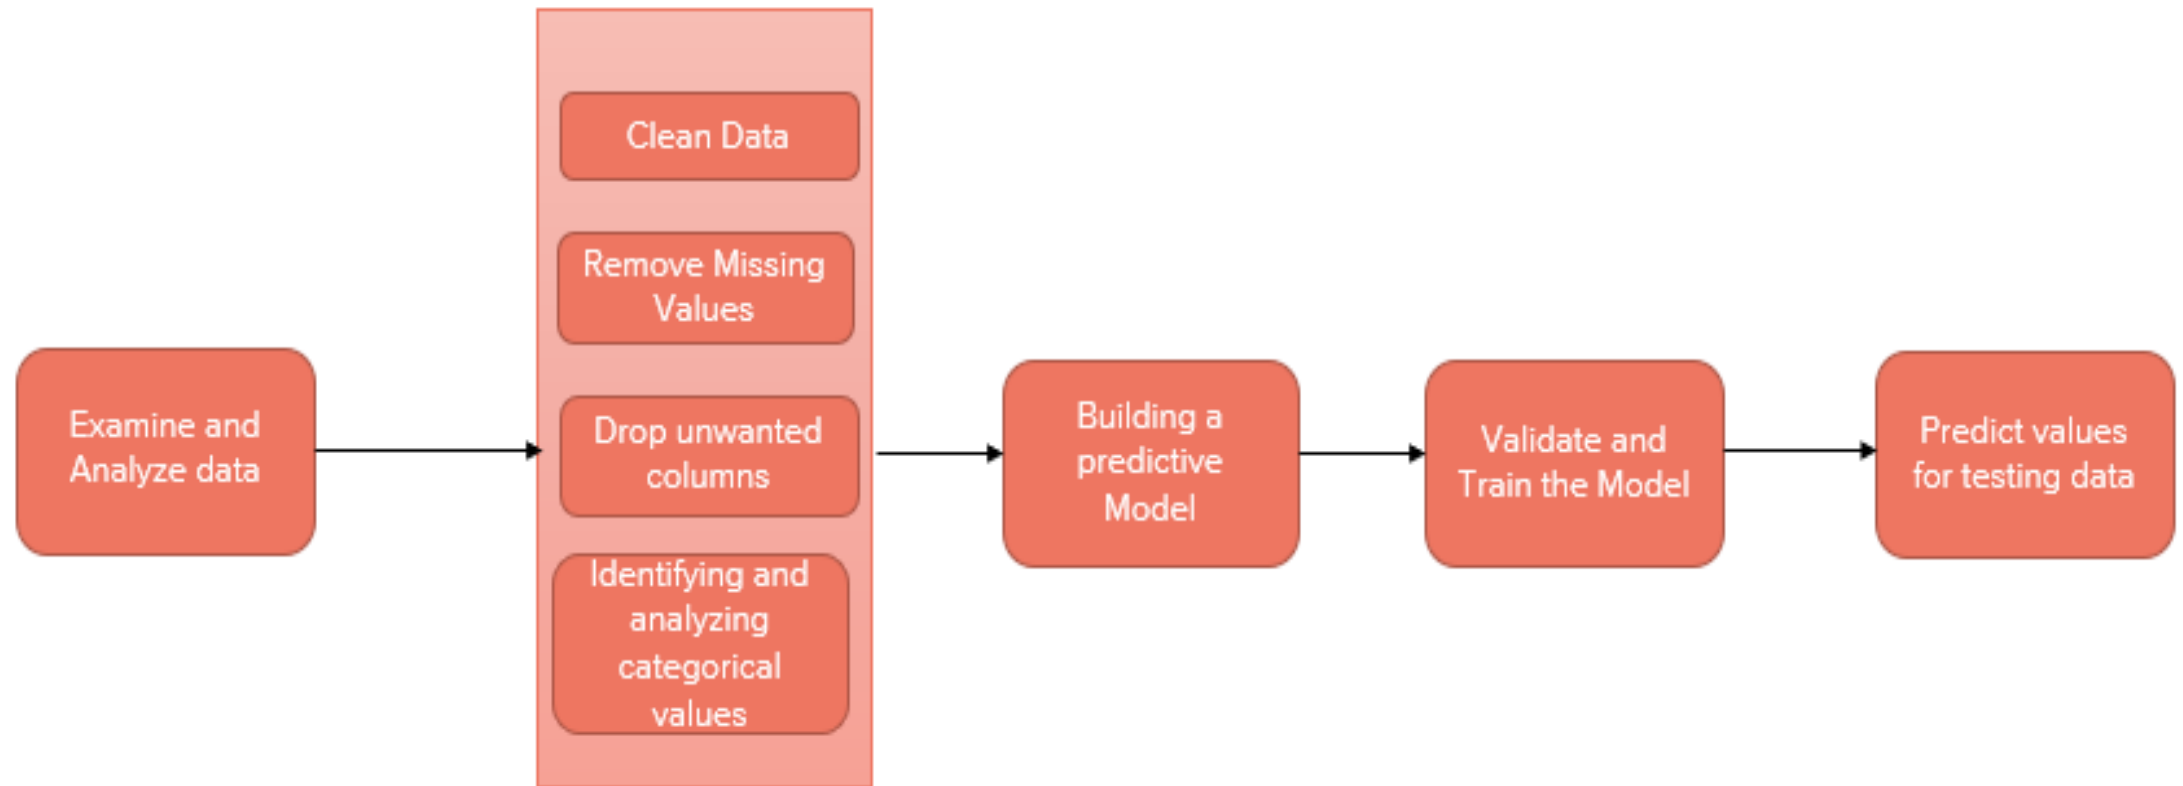 Examine and
Analyze data
Clean Data
Remove Missing
Values
Drop unwanted
columns
Identifying and
analyzing
categorical
values
Building a
predictive
Model
Validate and
Train the Model
Predict values
for testing data